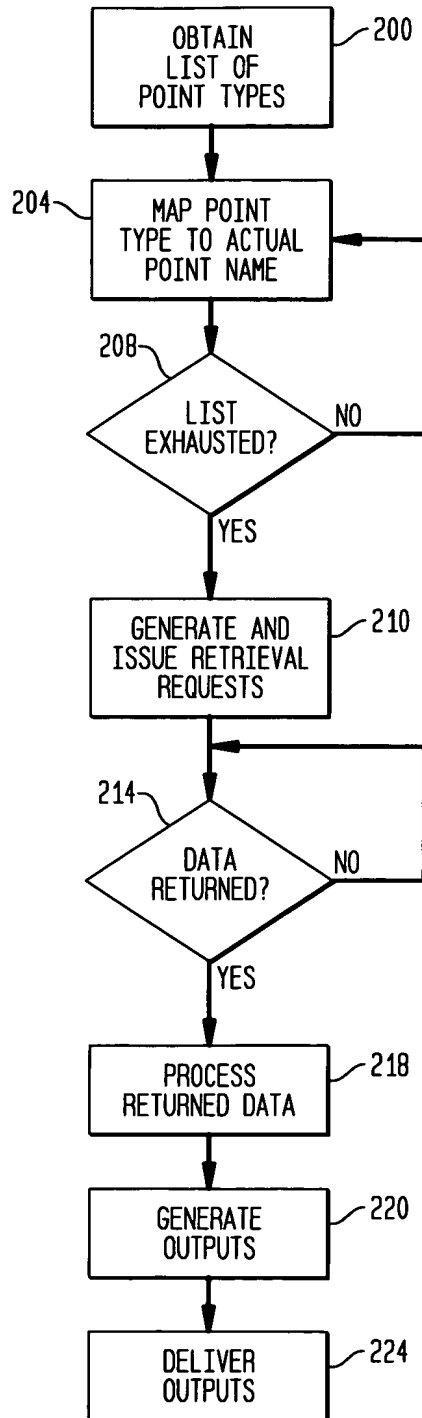 OBTAIN
LIST OF
POINT TYPES
200
204
MAP POINT
TYPE TO ACTUAL
POINT NAME
208
LIST
EXHAUSTED?
NO
YES
GENERATE AND
ISSUE RETRIEVAL
REQUESTS
210
214
DATA
RETURNED?
NO
YES
PROCESS
RETURNED DATA
218
GENERATE
OUTPUTS
220
DELIVER
OUTPUTS
224